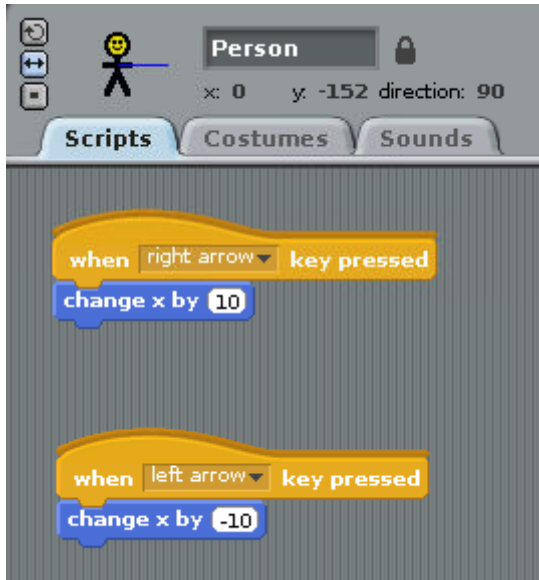 Person
x: 0 y: -152 direction: 90
Scripts Costumes Sounds
when right arrow key pressed
change x by 10
when left arrow key pressed
change x by -10